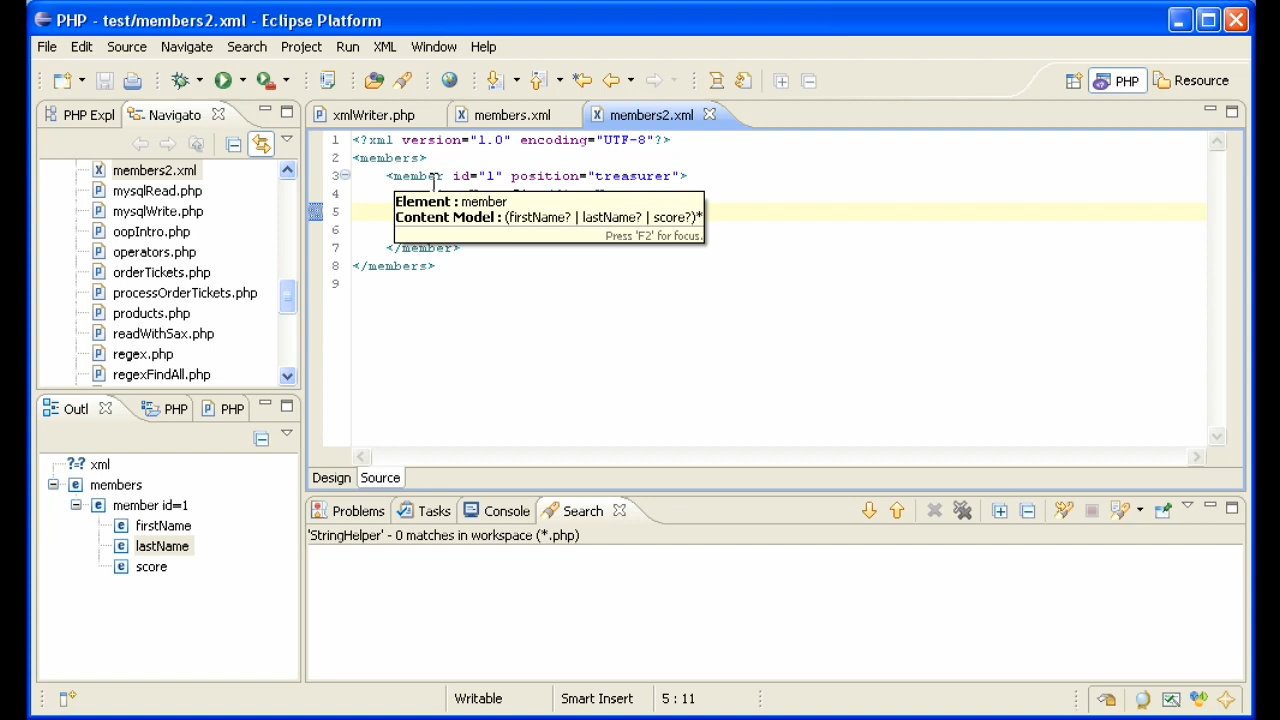 PHP - test/members2.xml - Eclipse Platform
File Edit Source Navigate Search Project Run XML Window Help
PHP Resource
PHP Expl Navigato
xmlWriter.php members.xml members2.xml
members2.xml
mysqlRead.php
mysqlWrite.php
oopIntro.php
operators.php
orderTickets.php
processOrderTickets.php
products.php
readWithSax.php
regex.php
regexFindAll.php
1 <?xml version="1.0" encoding="UTF-8"?>
2 <members>
3 <member id="1" position="treasurer">
4
5
6
7 </member>
8 </members>
9
Element : member
Content Model : (firstName? | lastName? | score?)*
Press 'F2' for focus.
Design Source
Outl PHP PHP
?=? xml
members
member id=1
firstName
lastName
score
Problems Tasks Console Search
'StringHelper' - 0 matches in workspace (*.php)
Writable Smart Insert 5 : 11